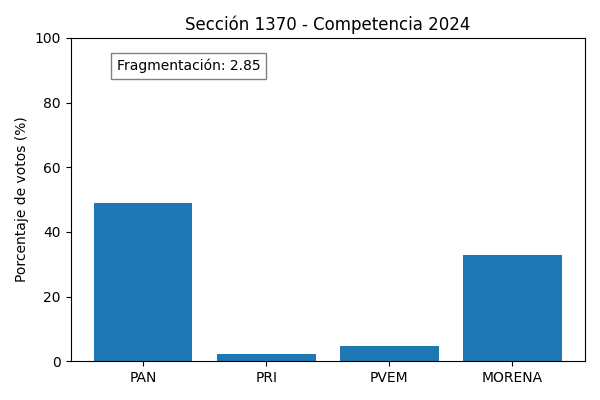 Sección 1370 - Competencia 2024
Fragmentación: 2.85
Porcentaje de votos (%)
100
80
60
40
20
0
PAN PRI PVEM MORENA